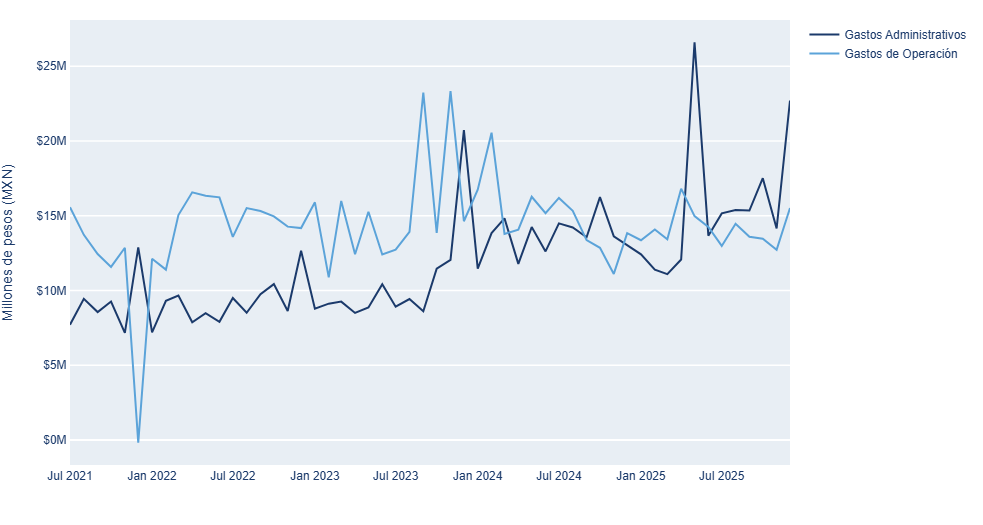 Gastos Administrativos
Gastos de Operación
Millones de pesos (MXN)
$25M
$20M
$15M
$10M
$5M
$0M
Jul 2021
Jan 2022
Jul 2022
Jan 2023
Jul 2023
Jan 2024
Jul 2024
Jan 2025
Jul 2025